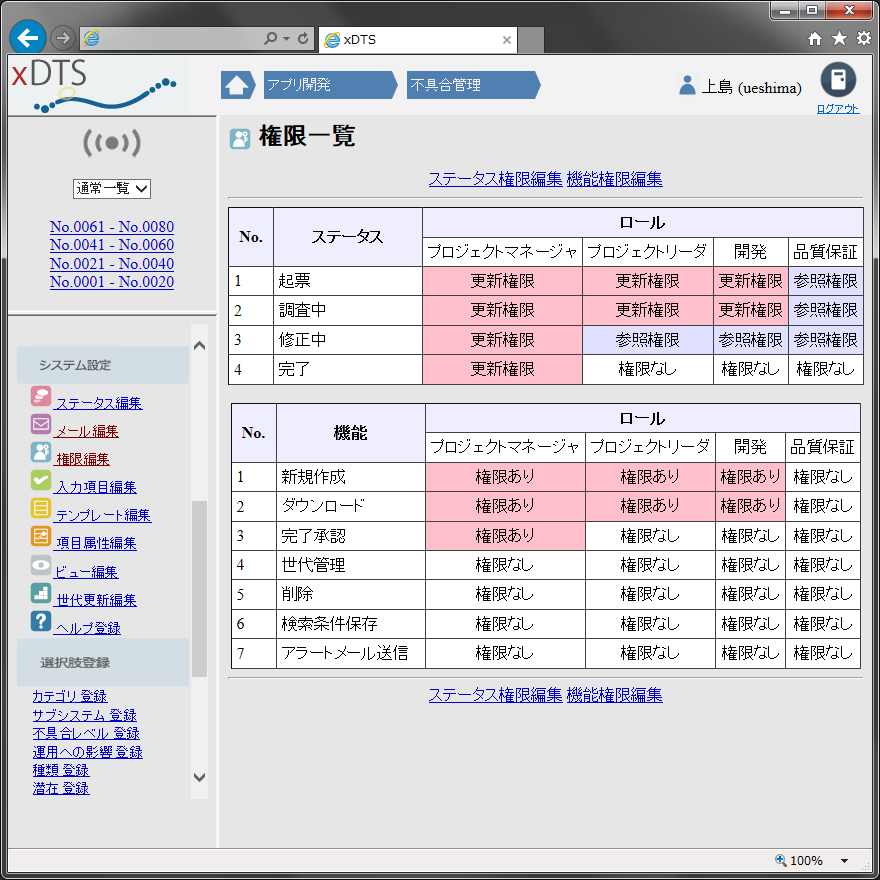 xDTS
xDTS
アプリ開発
不具合管理
上島 (ueshima)
ログアウト
通常一覧
No.0061 - No.0080
No.0041 - No.0060
No.0021 - No.0040
No.0001 - No.0020
システム設定
ステータス編集
メール編集
権限編集
入力項目編集
テンプレート編集
項目属性編集
ビュー編集
世代更新編集
ヘルプ登録
選択肢登録
カテゴリ 登録
サブシステム 登録
不具合レベル 登録
運用への影響 登録
種類 登録
潜在 登録
権限一覧
ステータス権限編集 機能権限編集
No. ステータス ロール
プロジェクトマネージャ プロジェクトリーダ 開発 品質保証
1 起票 更新権限 更新権限 更新権限 参照権限
2 調査中 更新権限 更新権限 更新権限 参照権限
3 修正中 更新権限 参照権限 参照権限 参照権限
4 完了 更新権限 権限なし 権限なし 権限なし
No. 機能 ロール
プロジェクトマネージャ プロジェクトリーダ 開発 品質保証
1 新規作成 権限あり 権限あり 権限あり 権限なし
2 ダウンロード 権限あり 権限あり 権限あり 権限なし
3 完了承認 権限あり 権限なし 権限なし 権限なし
4 世代管理 権限なし 権限なし 権限なし 権限なし
5 削除 権限なし 権限なし 権限なし 権限なし
6 検索条件保存 権限なし 権限なし 権限なし 権限なし
7 アラートメール送信 権限なし 権限なし 権限なし 権限なし
ステータス権限編集 機能権限編集
100%